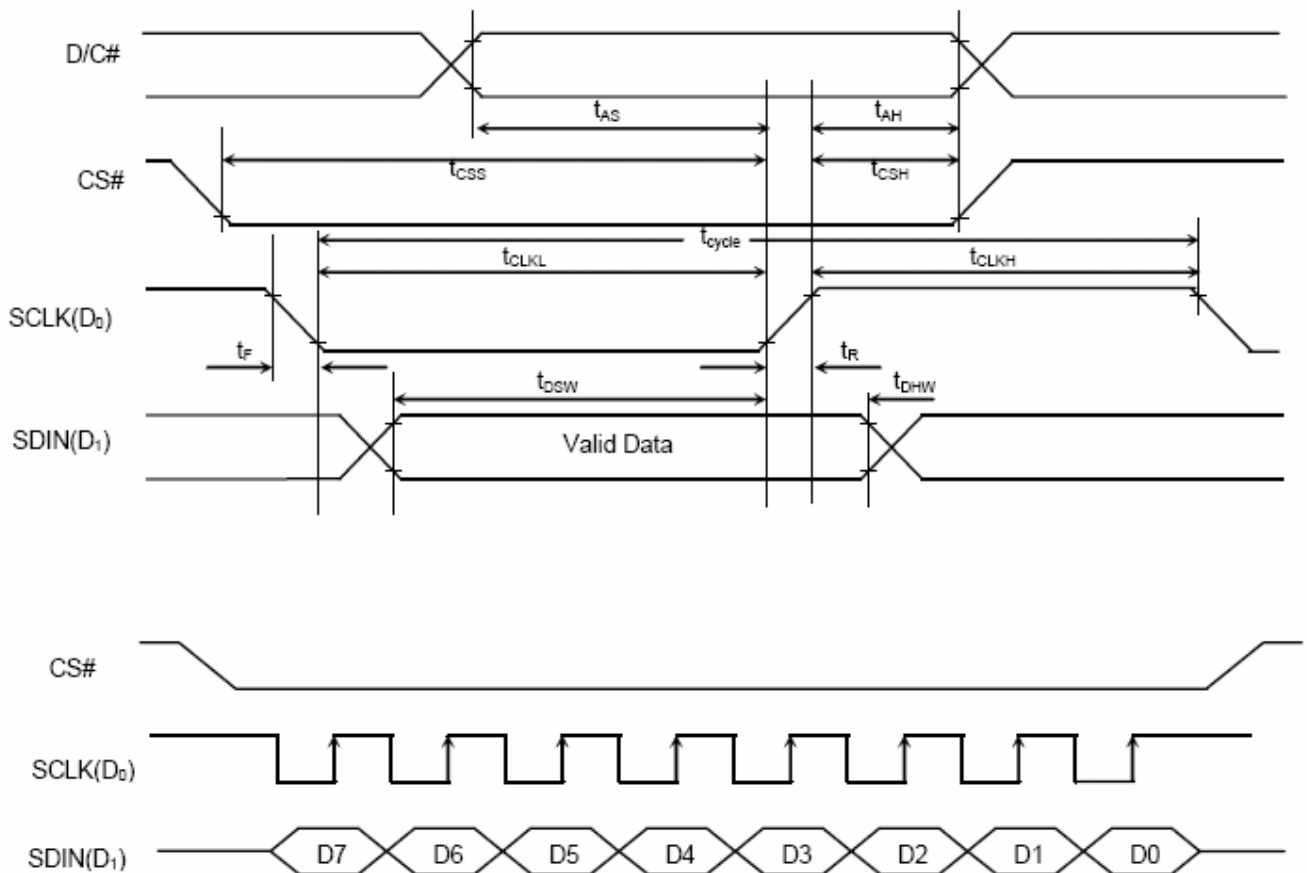 D/C#
tAS
tAH
CS#
tCSS
tCSH
tcycle
tCLKL
tCLKH
SCLK(D0)
tF
tR
tDSW
tDHW
SDIN(D1)
Valid Data
CS#
SCLK(D0)
SDIN(D1)
D7 D6 D5 D4 D3 D2 D1 D0